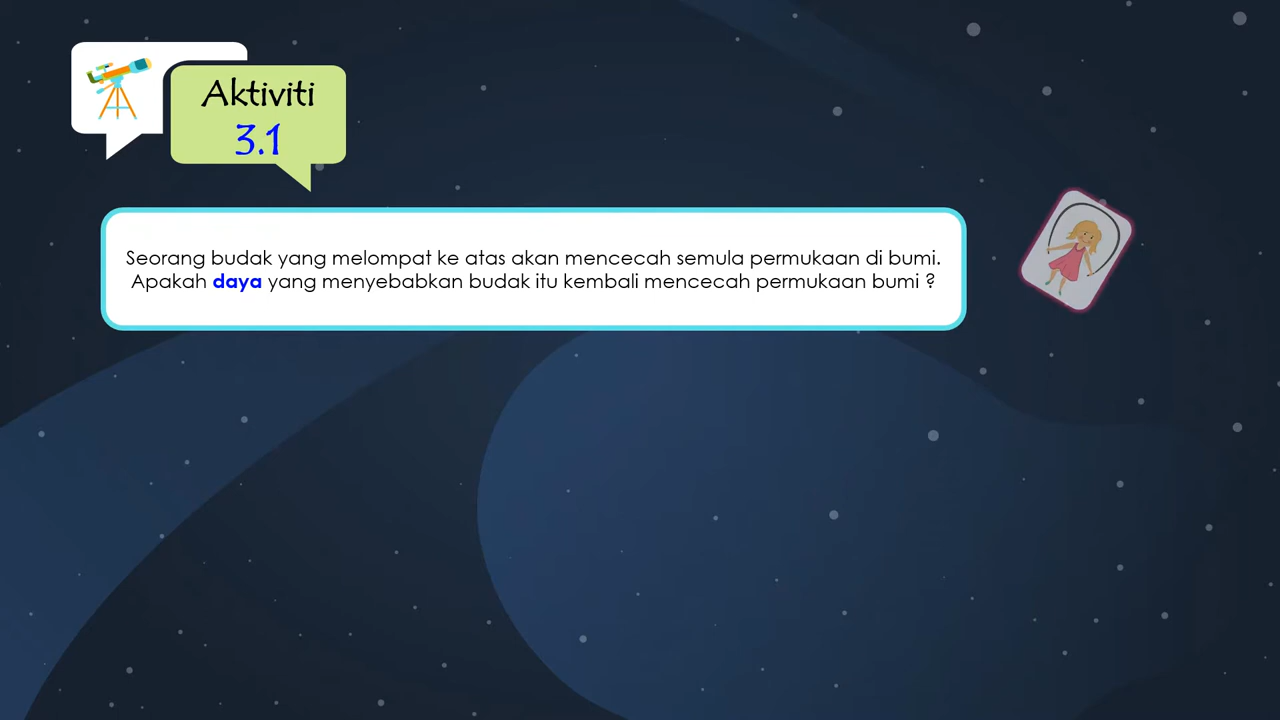 Aktiviti
3.1
Seorang budak yang melompat ke atas akan mencecah semula permukaan di bumi.
Apakah daya yang menyebabkan budak itu kembali mencecah permukaan bumi ?